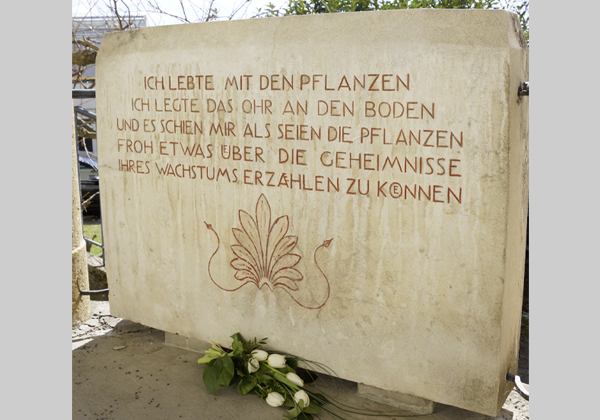 ICH LEBTE MIT DEN PFLANZEN
ICH LEGTE DAS OHR AN DEN BODEN
UND ES SCHIEN MIR ALS SEIEN DIE PFLANZEN
FROH ETWAS ÜBER DIE GEHEIMNISSE
IHRES WACHSTUMS ERZÄHLEN ZU KŒNNEN